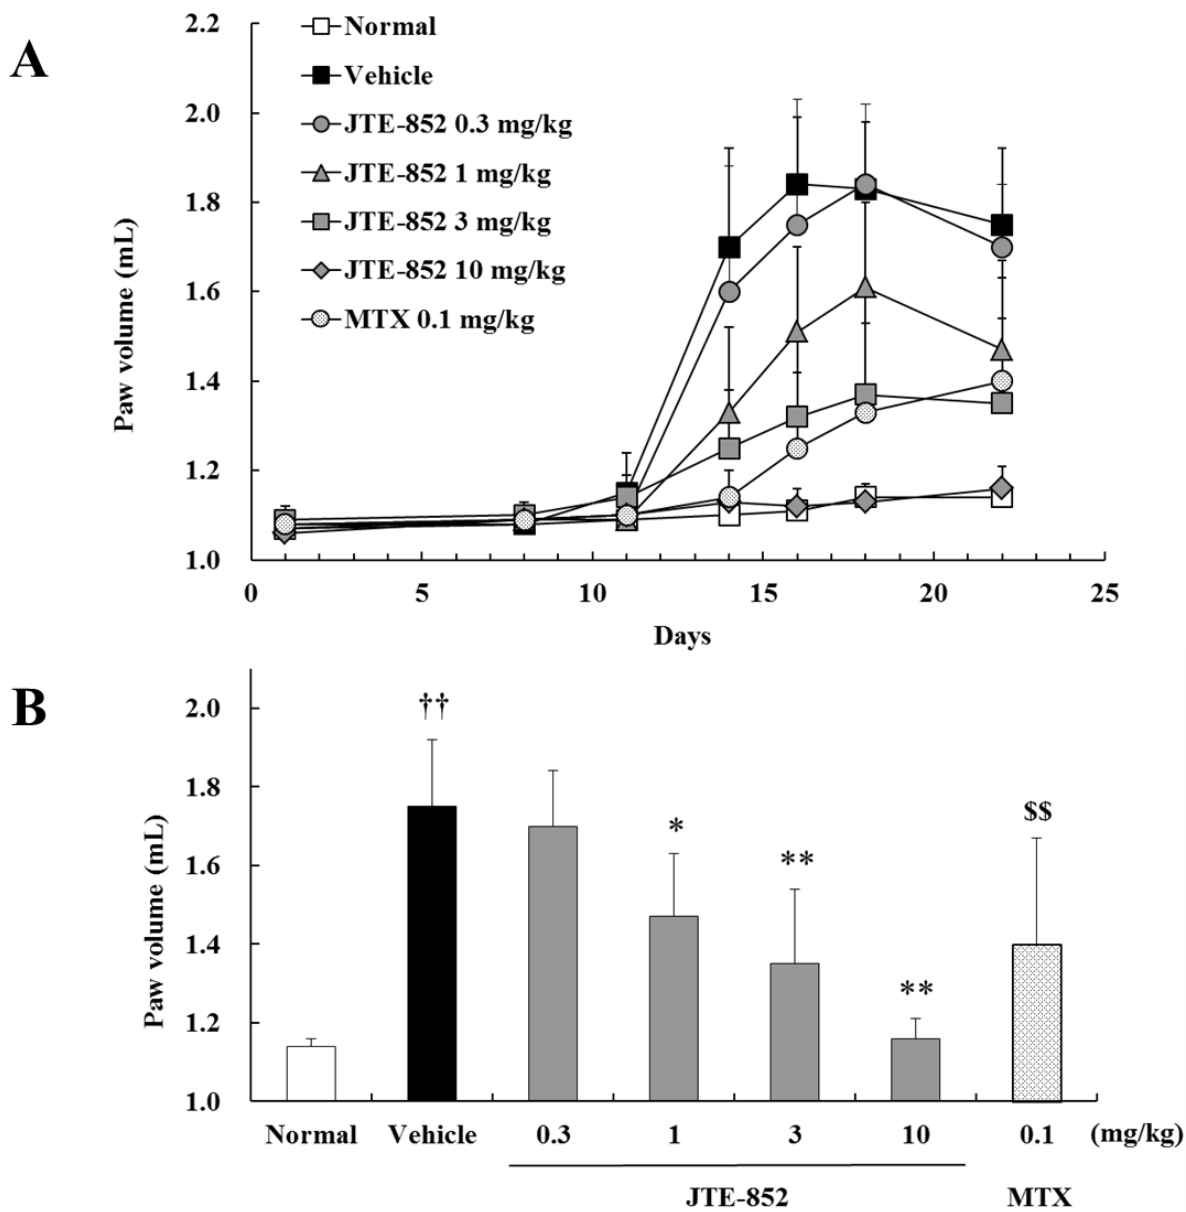 A
2.2
2.0
1.8
1.6
1.4
1.2
1.0
Paw volume (mL)
Normal
Vehicle
JTE-852 0.3 mg/kg
JTE-852 1 mg/kg
JTE-852 3 mg/kg
JTE-852 10 mg/kg
MTX 0.1 mg/kg
0 5 10 15 20 25
Days
B
2.0
1.8
1.6
1.4
1.2
1.0
Paw volume (mL)
††
*
**
**
$$
Normal Vehicle 0.3 1 3 10 0.1 (mg/kg)
JTE-852 MTX